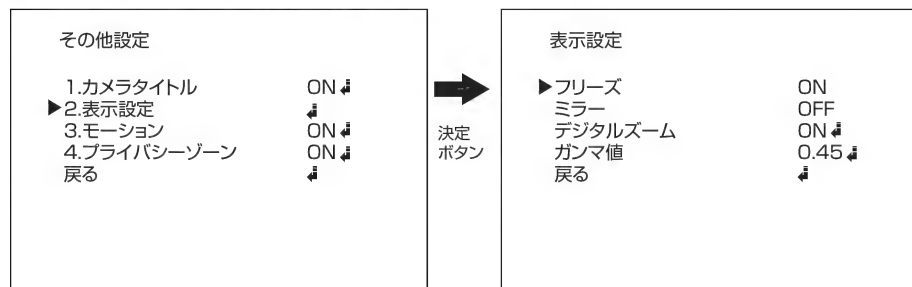 その他設定
1.カメラタイトル ON↲
▶2.表示設定 ↲
3.モーション ON↲
4.プライバシーゾーン ON↲
戻る ↲
決定
ボタン
表示設定
▶フリーズ ON
ミラー OFF
デジタルズーム ON↲
ガンマ値 0.45↲
戻る ↲